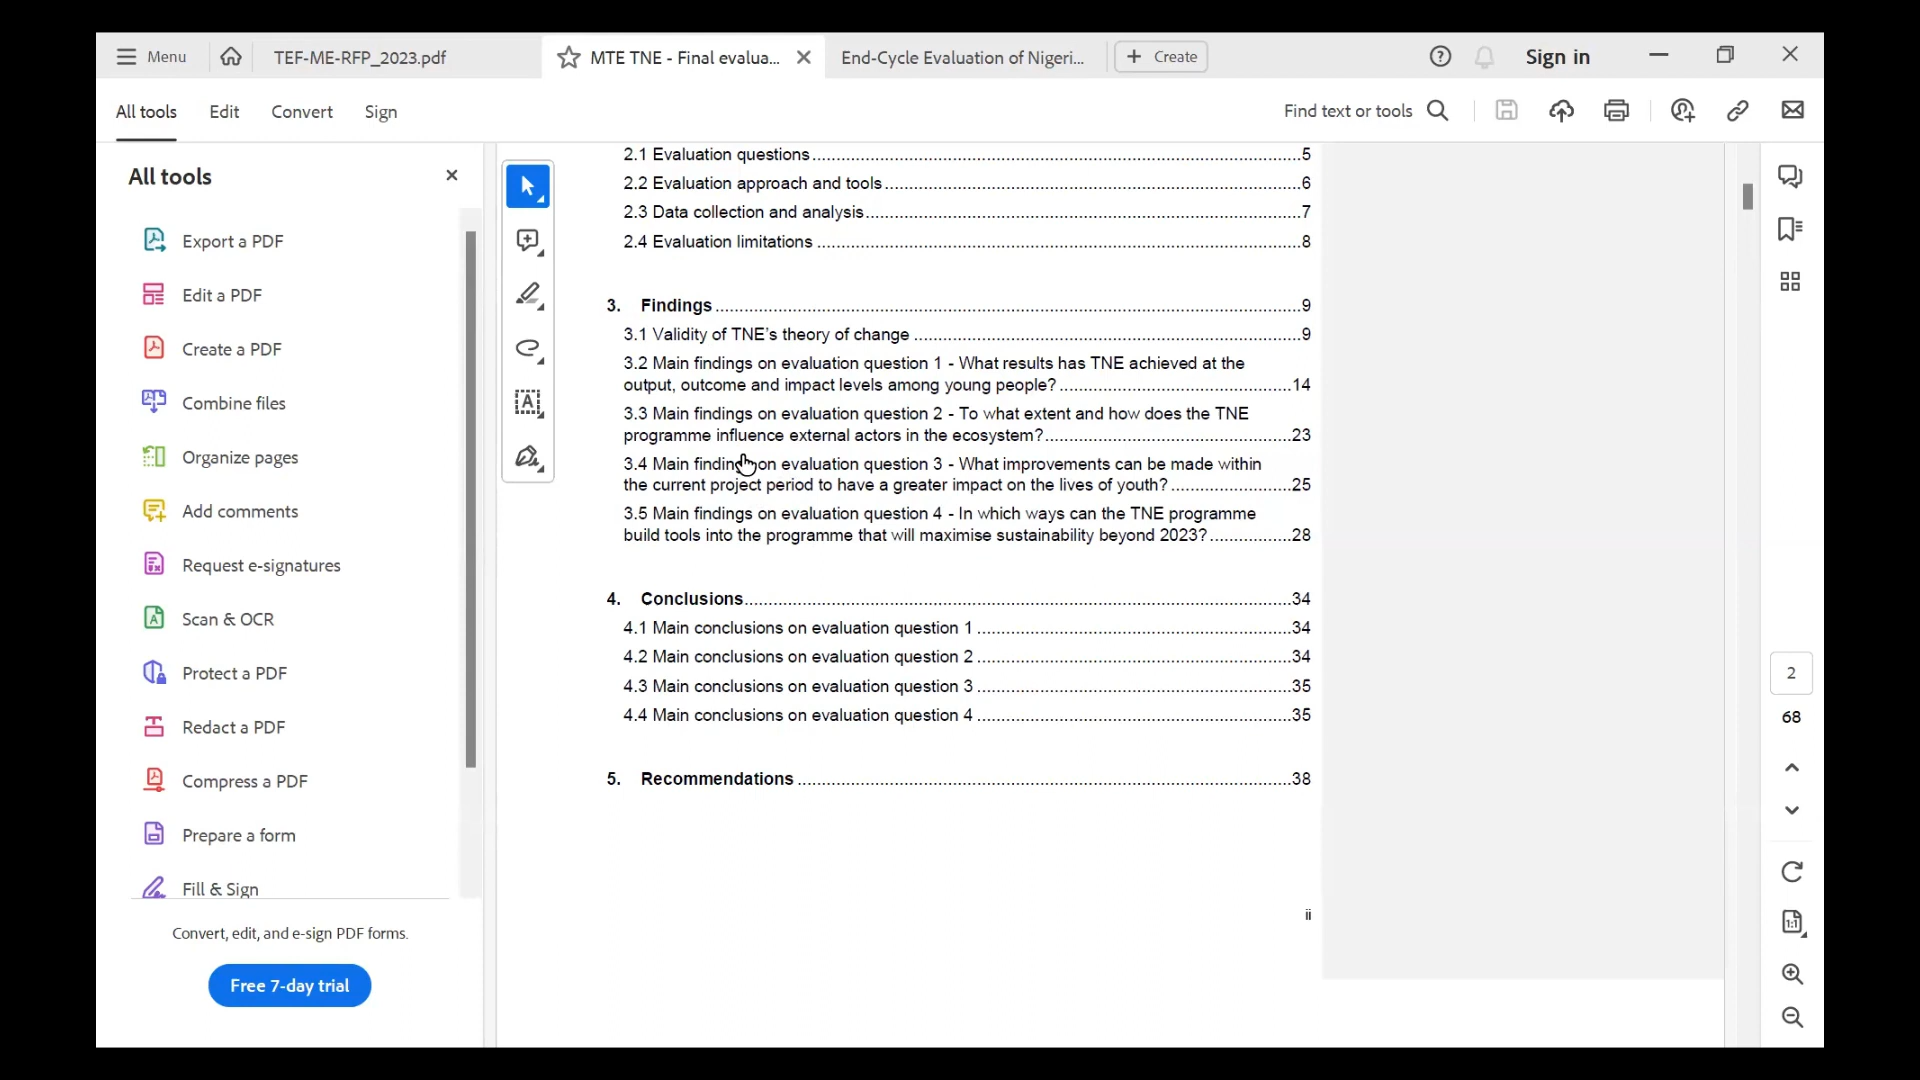 Menu
TEF-ME-RFP_2023.pdf
MTE TNE - Final evalua...
End-Cycle Evaluation of Nigeri...
Create
Sign in
All tools
Edit
Convert
Sign
Find text or tools
All tools
Export a PDF
Edit a PDF
Create a PDF
Combine files
Organize pages
Add comments
Request e-signatures
Scan & OCR
Protect a PDF
Redact a PDF
Compress a PDF
Prepare a form
Fill & Sign
Convert, edit, and e-sign PDF forms.
Free 7-day trial
2.1 Evaluation questions 5
2.2 Evaluation approach and tools 6
2.3 Data collection and analysis 7
2.4 Evaluation limitations 8
3. Findings 9
3.1 Validity of TNE's theory of change 9
3.2 Main findings on evaluation question 1 - What results has TNE achieved at the
output, outcome and impact levels among young people? 14
3.3 Main findings on evaluation question 2 - To what extent and how does the TNE
programme influence external actors in the ecosystem? 23
3.4 Main findings on evaluation question 3 - What improvements can be made within
the current project period to have a greater impact on the lives of youth? 25
3.5 Main findings on evaluation question 4 - In which ways can the TNE programme
build tools into the programme that will maximise sustainability beyond 2023? 28
4. Conclusions 34
4.1 Main conclusions on evaluation question 1 34
4.2 Main conclusions on evaluation question 2 34
4.3 Main conclusions on evaluation question 3 35
4.4 Main conclusions on evaluation question 4 35
5. Recommendations 38
ii
2
68
1:1